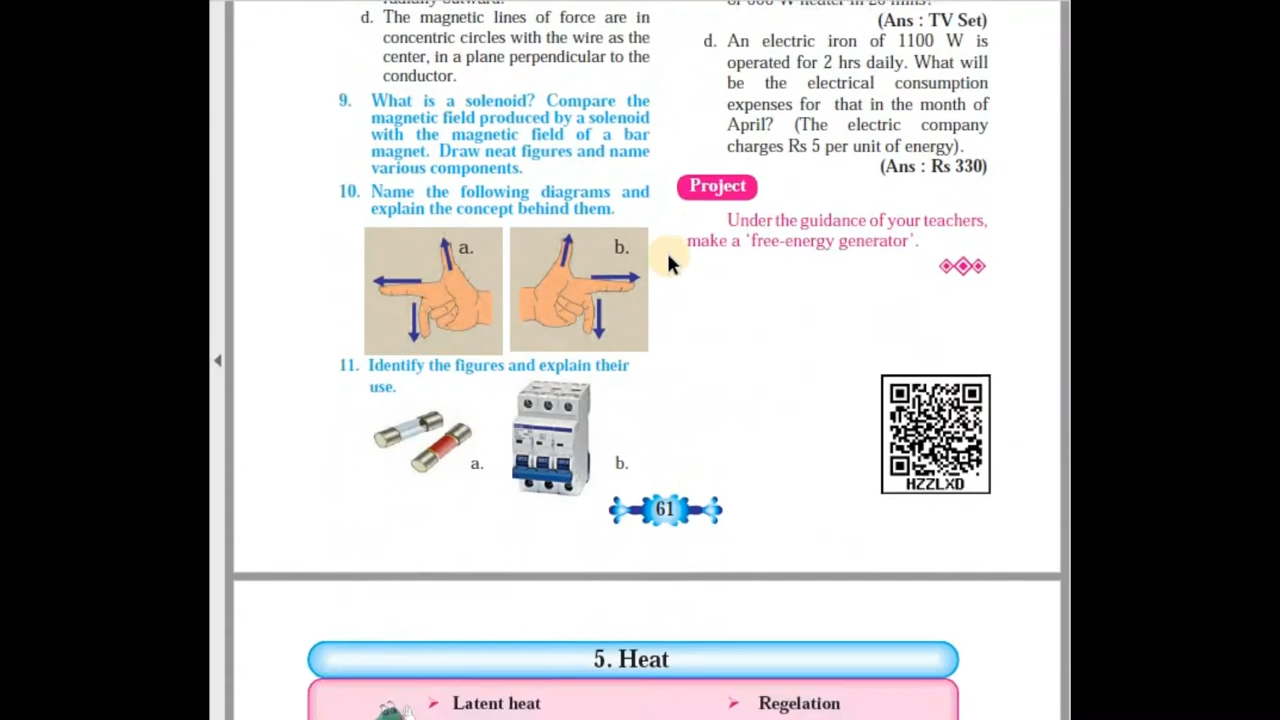 d. The magnetic lines of force are in
concentric circles with the wire as the
center, in a plane perpendicular to the
conductor.
9. What is a solenoid? Compare the
magnetic field produced by a solenoid
with the magnetic field of a bar
magnet. Draw neat figures and name
various components.
10. Name the following diagrams and
explain the concept behind them.
a.
b.
11. Identify the figures and explain their
use.
a.
b.
(Ans : TV Set)
d. An electric iron of 1100 W is
operated for 2 hrs daily. What will
be the electrical consumption
expenses for that in the month of
April? (The electric company
charges Rs 5 per unit of energy).
(Ans : Rs 330)
Project
Under the guidance of your teachers,
make a ‘free-energy generator’.
HZZLXD
61
5. Heat
Latent heat
Regelation